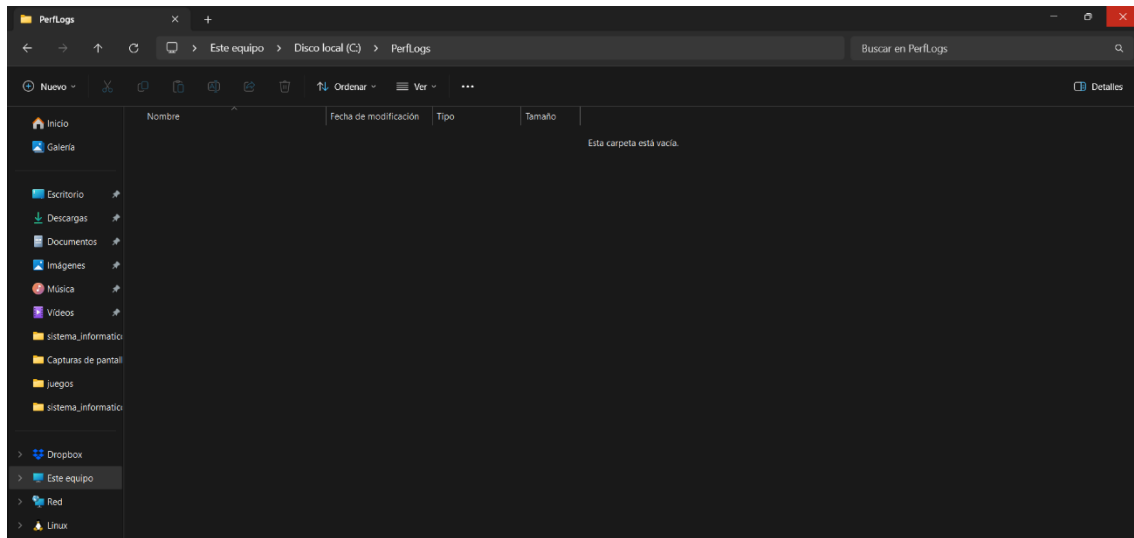 PerfLogs
Este equipo > Disco local (C:) > PerfLogs
Buscar en PerfLogs
Nuevo
Ordenar
Ver
Detalles
Nombre
Fecha de modificación
Tipo
Tamaño
Esta carpeta está vacía.
Inicio
Galería
Escritorio
Descargas
Documentos
Imágenes
Música
Vídeos
sistema_informatic
Capturas de pantall
juegos
sistema_informatic
Dropbox
Este equipo
Red
Linux